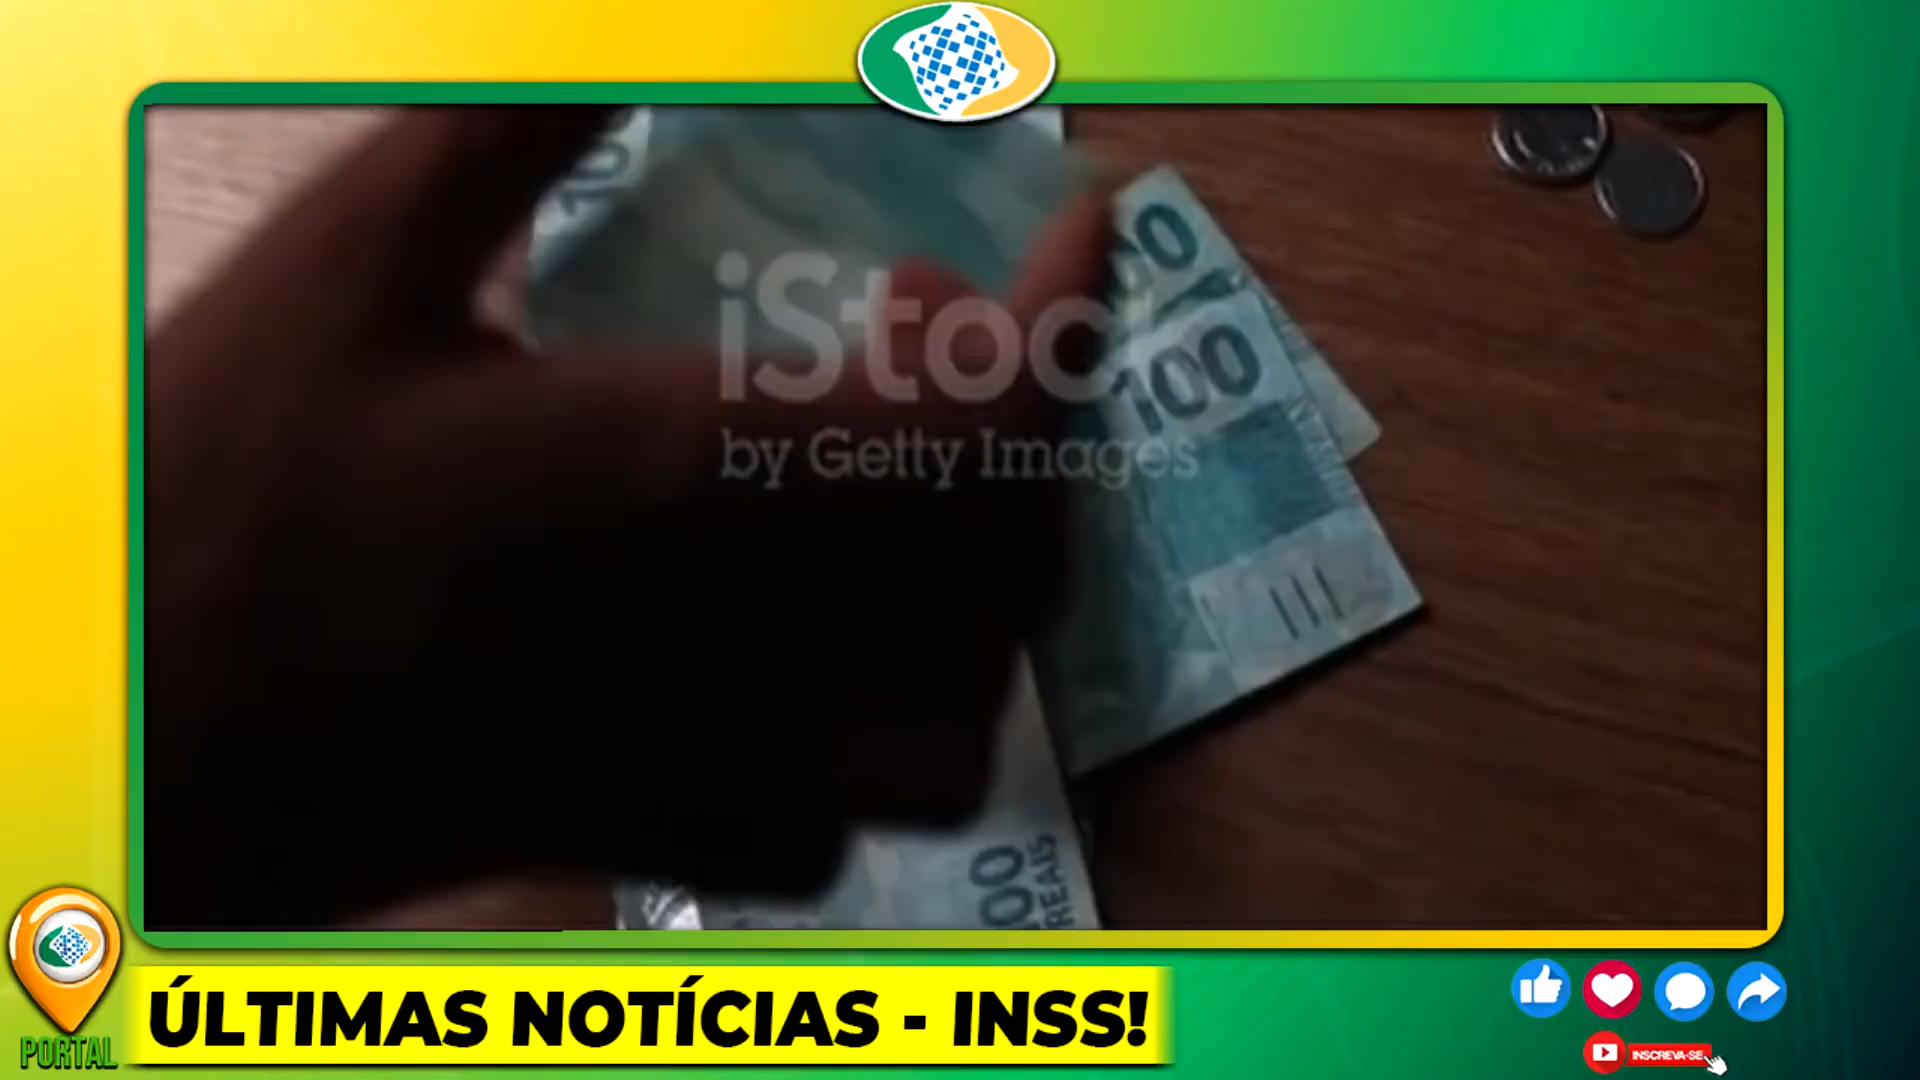 100
iStock
by Getty Images
100
REAIS
ÚLTIMAS NOTÍCIAS - INSS!
PORTAL
INSCREVA-SE